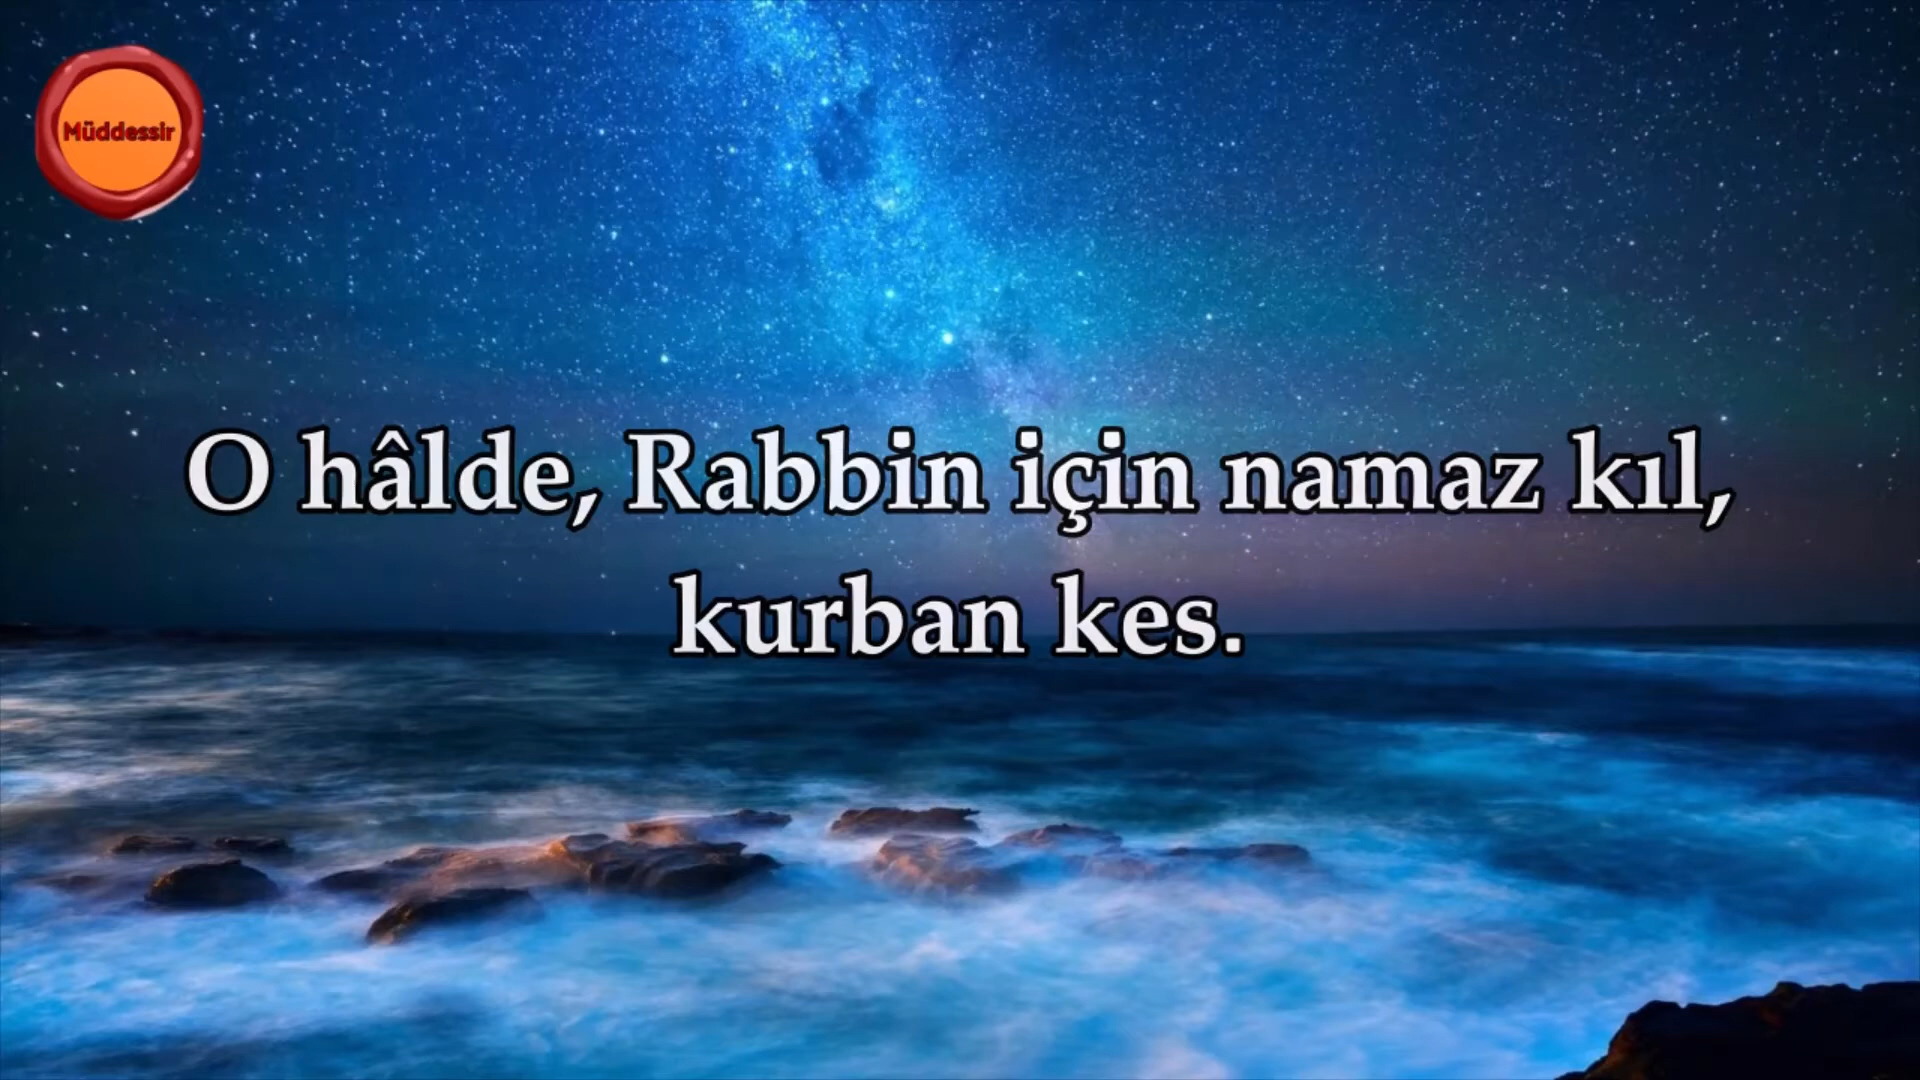 Müddessir
O hâlde, Rabbin için namaz kıl,
kurban kes.